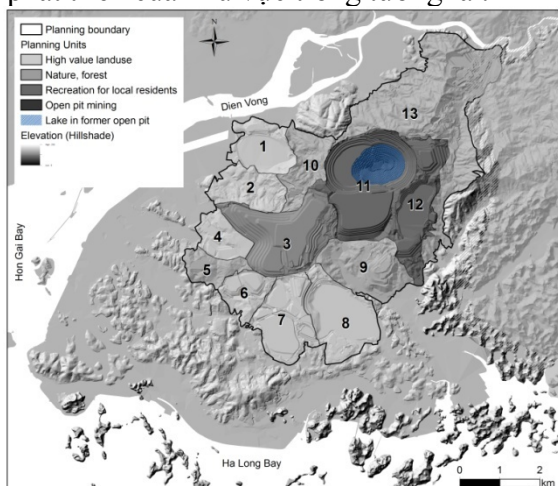 Planning boundary
Planning Units
High value landuse
Nature, forest
Recreation for local residents
Open pit mining
Lake in former open pit
Elevation (Hillshade)
Dien Vong
13
1
10
11
2
12
4
3
5
9
6
7
8
Hon Gai Bay
Ha Long Bay
0 1 2
km